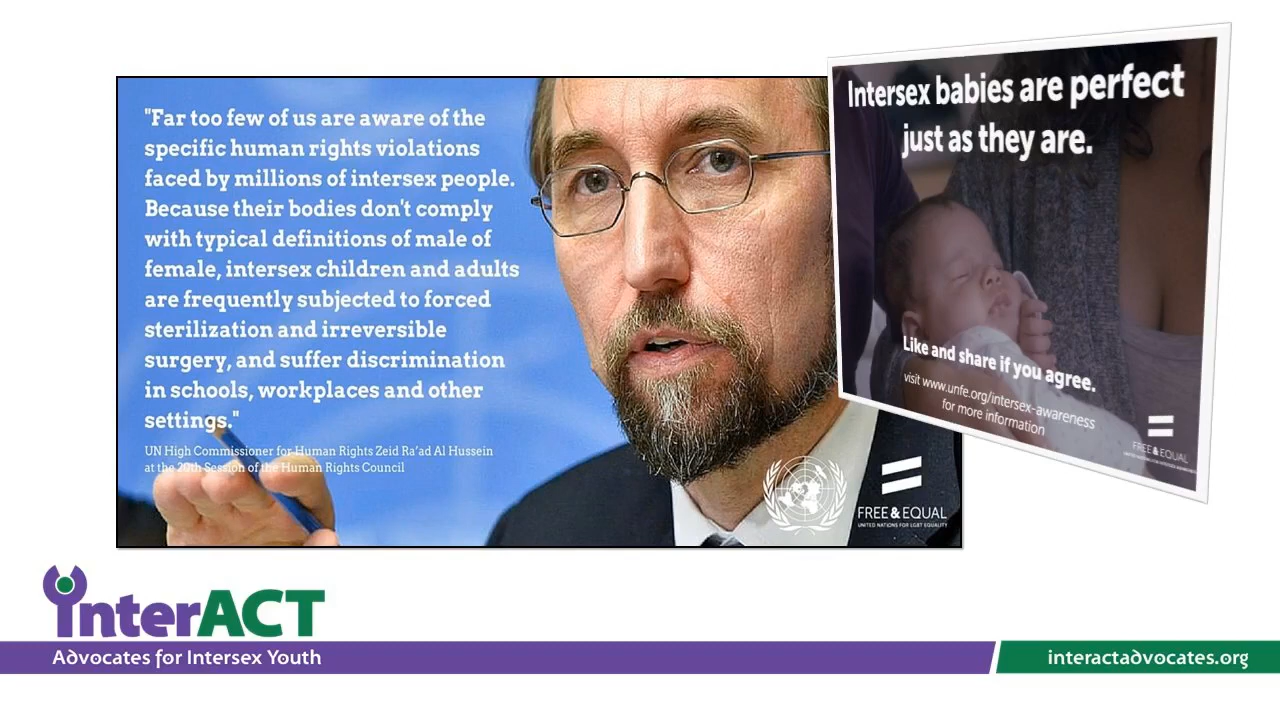 "Far too few of us are aware of the
specific human rights violations
faced by millions of intersex people.
Because their bodies don't comply
with typical definitions of male of
female, intersex children and adults
are frequently subjected to forced
sterilization and irreversible
surgery, and suffer discrimination
in schools, workplaces and other
settings."
UN High Commissioner for Human Rights Zeid Ra'ad Al Hussein
at the 20th Session of the Human Rights Council
FREE & EQUAL
UNITED NATIONS FOR LGBT EQUALITY
Intersex babies are perfect
just as they are.
Like and share if you agree.
visit www.unfe.org/intersex-awareness
for more information
FREE & EQUAL
interACT
Advocates for Intersex Youth
interactadvocates.org